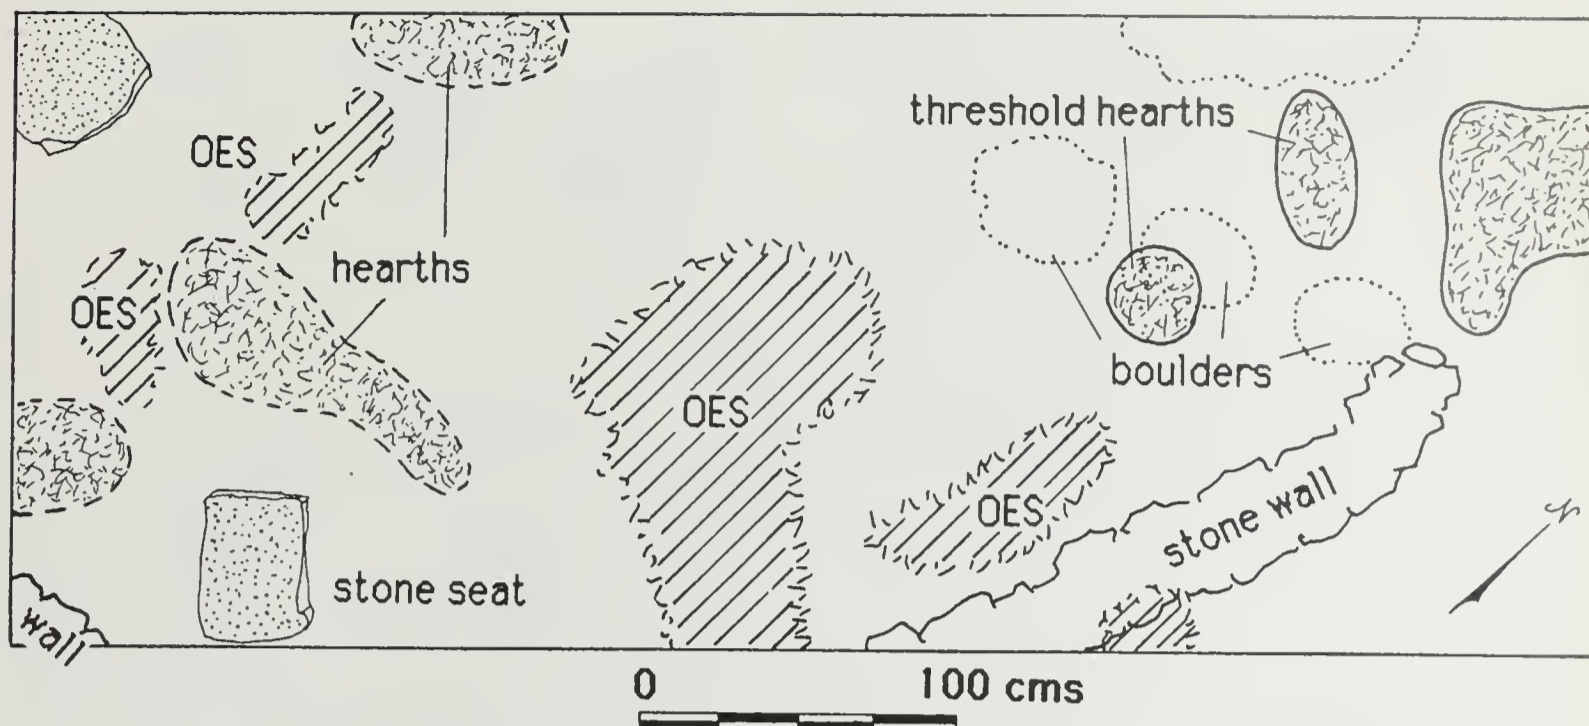 OES
threshold hearths
hearths
OES
boulders
OES
OES
stone wall
stone seat
wall
N
0 100 cms